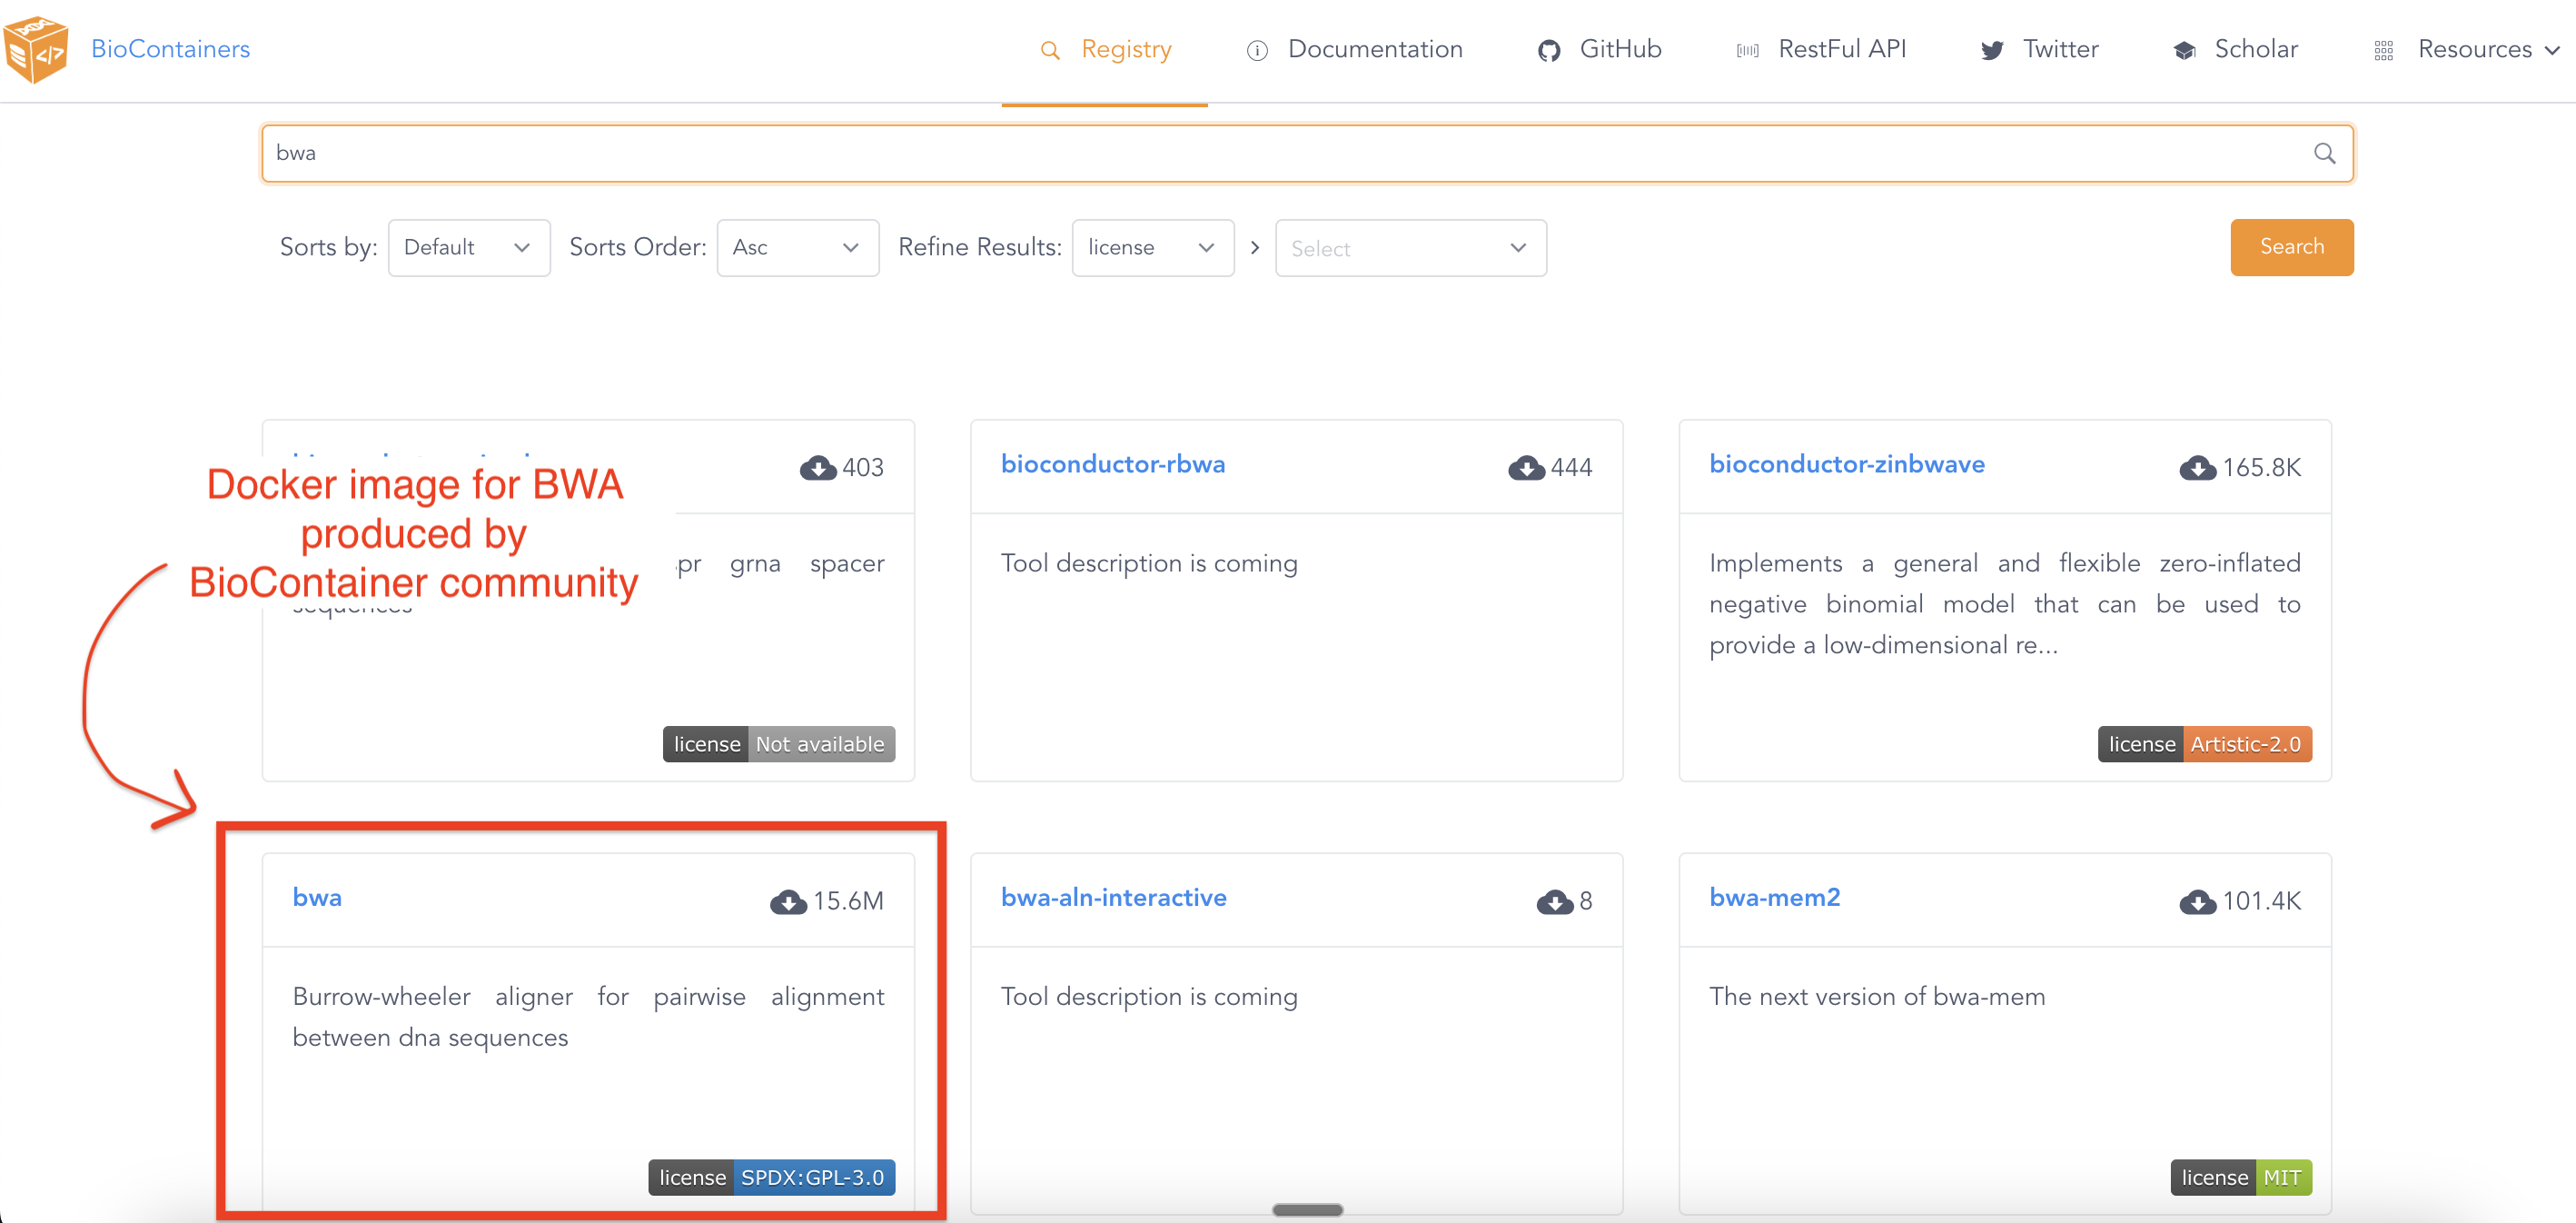 BioContainers
Registry
Documentation
GitHub
RestFul API
Twitter
Scholar
Resources
bwa
Sorts by: Default Sorts Order: Asc Refine Results: license > Select
Search
403
Docker image for BWA
produced by
BioContainer community
grna spacer
sequences
license Not available
bioconductor-rbwa 444
Tool description is coming
bioconductor-zinbwave 165.8K
Implements a general and flexible zero-inflated
negative binomial model that can be used to
provide a low-dimensional re...
license Artistic-2.0
bwa 15.6M
Burrow-wheeler aligner for pairwise alignment
between dna sequences
license SPDX:GPL-3.0
bwa-aln-interactive 8
Tool description is coming
bwa-mem2 101.4K
The next version of bwa-mem
license MIT